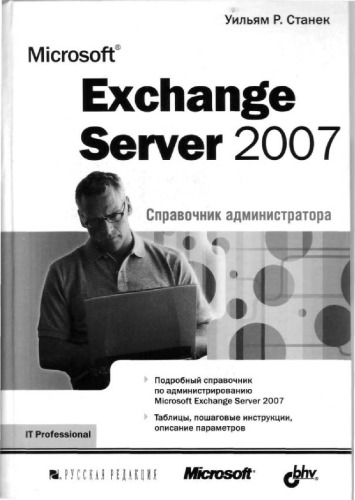 Уильям Р. Станек
Microsoft®
Exchange
Server 2007
Справочник администратора
Подробный справочник
по администрированию
Microsoft Exchange Server 2007
Таблицы, пошаговые инструкции,
описание параметров
IT Professional
РУССКАЯ РЕДАКЦИЯ
Microsoft®
bhv®